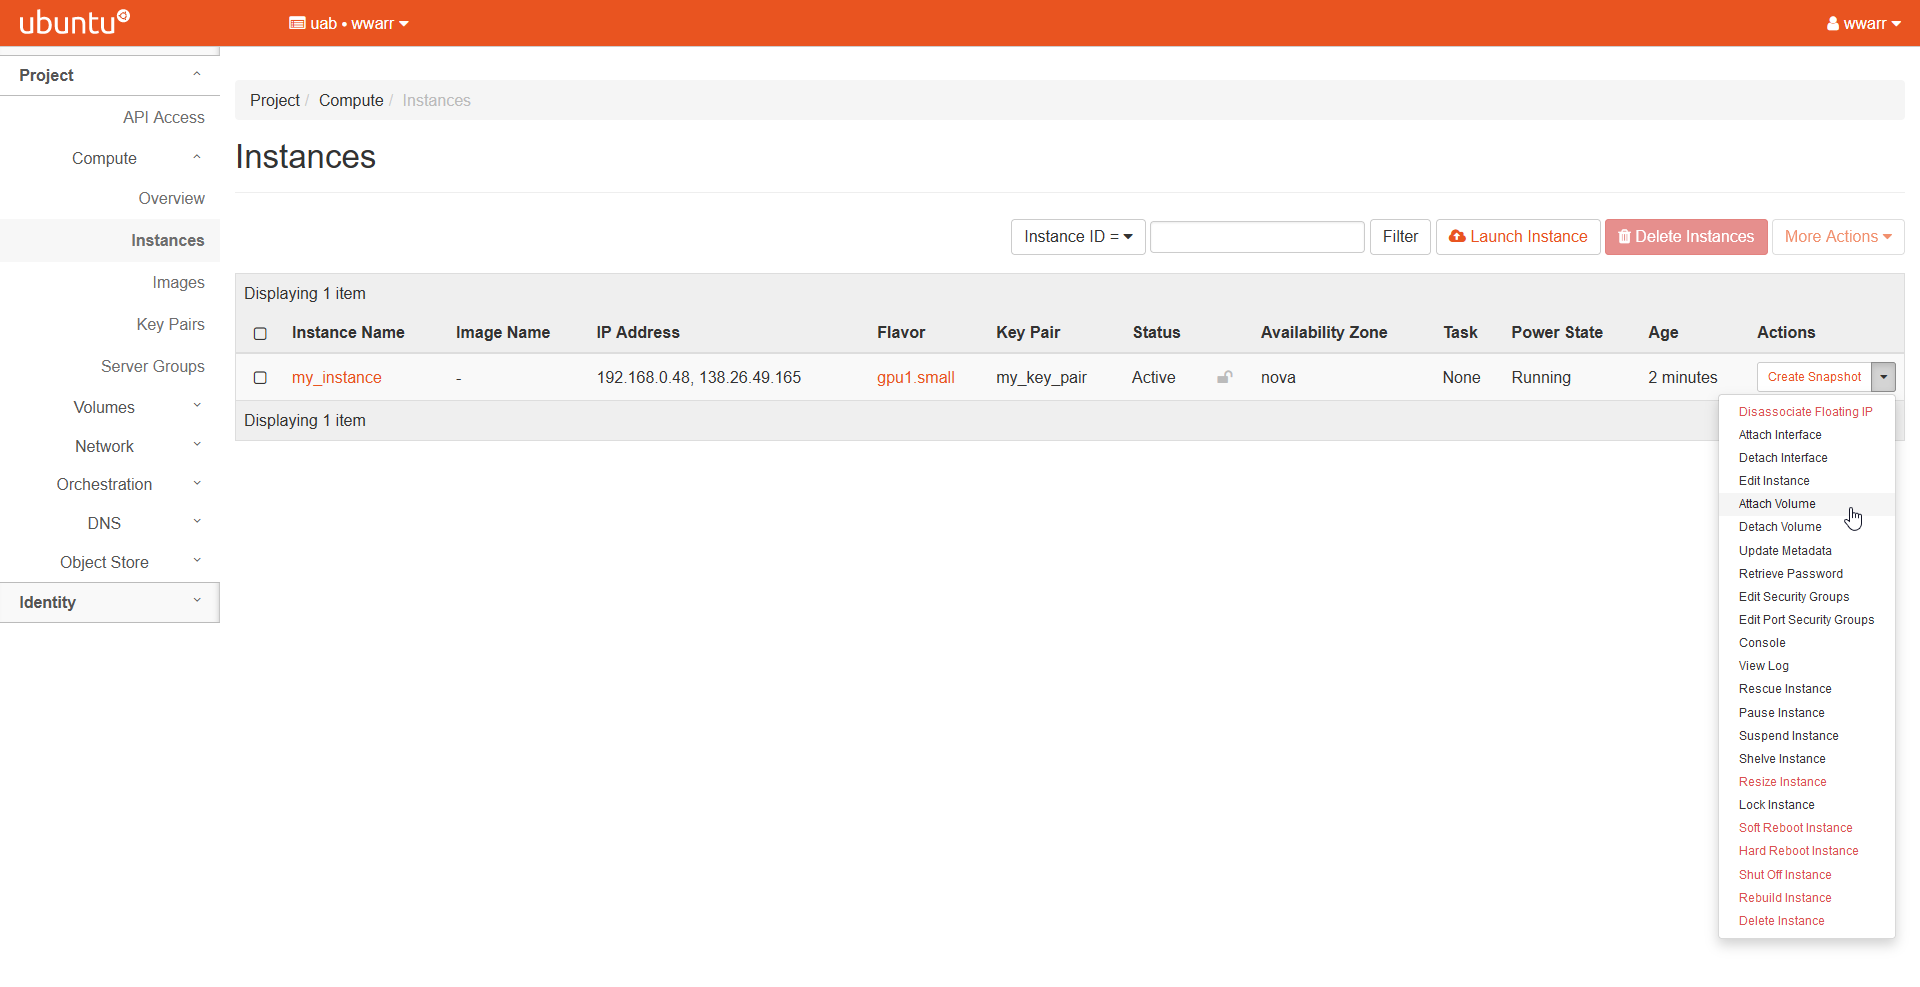 ubuntu
uab • wwarr
wwarr
Project
API Access
Compute
Overview
Instances
Images
Key Pairs
Server Groups
Volumes
Network
Orchestration
DNS
Object Store
Identity
Project / Compute / Instances
Instances
Instance ID =
Filter
Launch Instance
Delete Instances
More Actions
Displaying 1 item
Instance Name Image Name IP Address Flavor Key Pair Status Availability Zone Task Power State Age Actions
my_instance - 192.168.0.48, 138.26.49.165 gpu1.small my_key_pair Active nova None Running 2 minutes Create Snapshot
Displaying 1 item
Disassociate Floating IP
Attach Interface
Detach Interface
Edit Instance
Attach Volume
Detach Volume
Update Metadata
Retrieve Password
Edit Security Groups
Edit Port Security Groups
Console
View Log
Rescue Instance
Pause Instance
Suspend Instance
Shelve Instance
Resize Instance
Lock Instance
Soft Reboot Instance
Hard Reboot Instance
Shut Off Instance
Rebuild Instance
Delete Instance